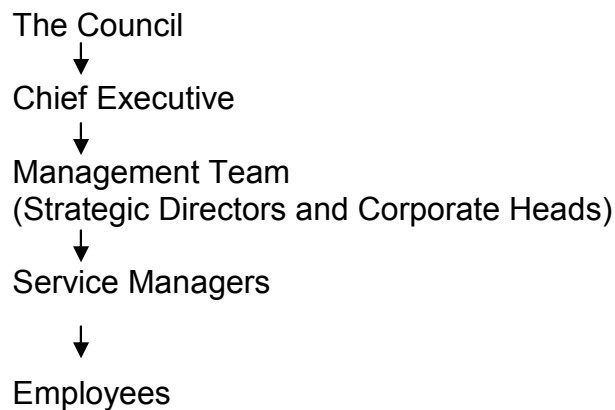 The Council
Chief Executive
Management Team
(Strategic Directors and Corporate Heads)
Service Managers
Employees